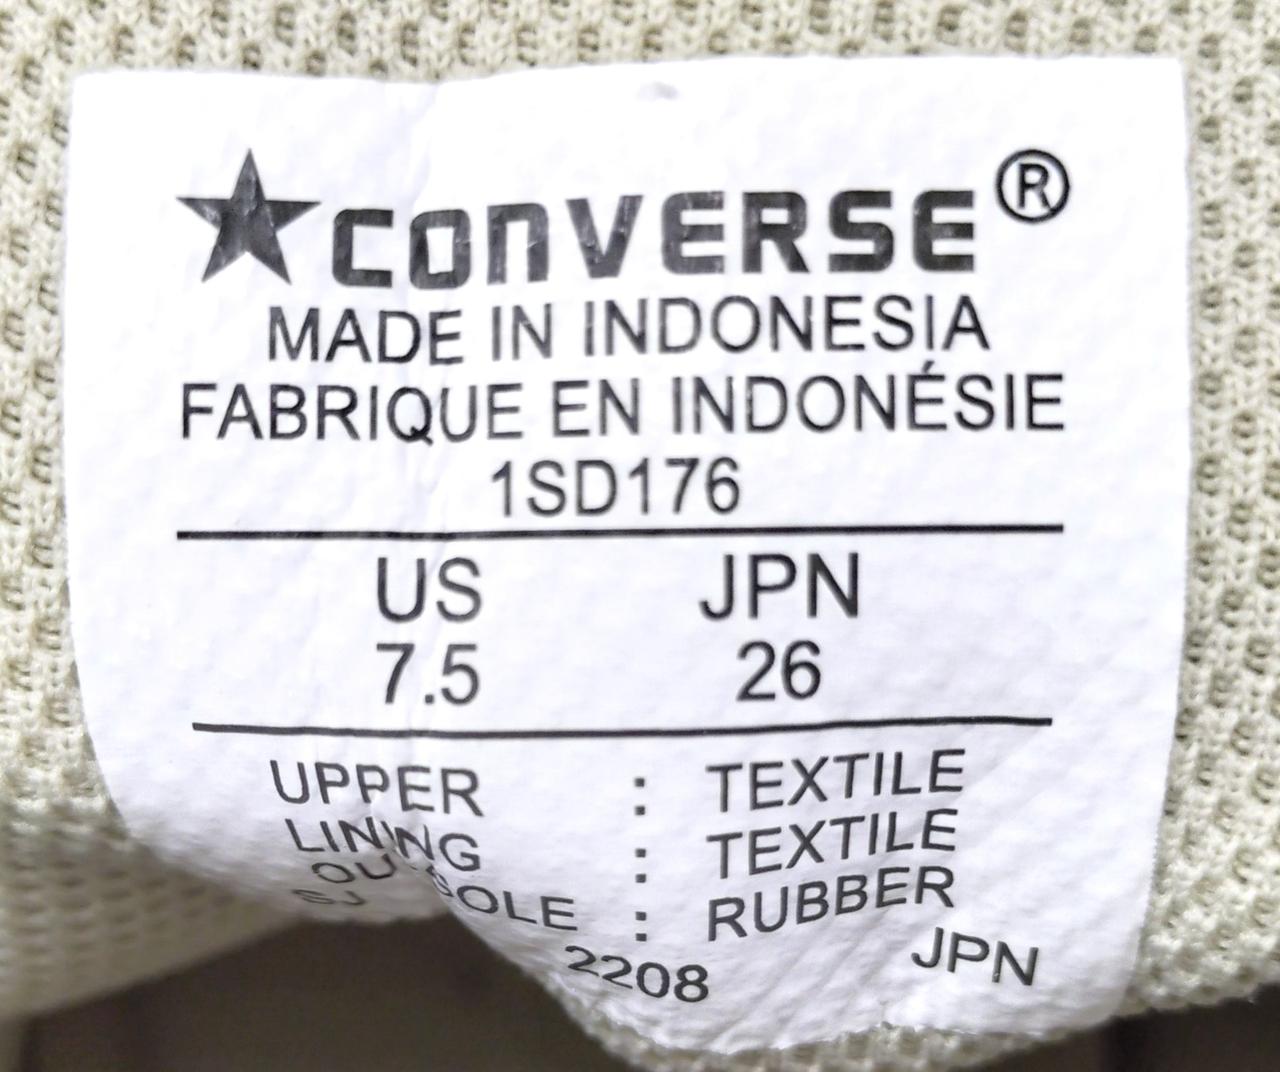 ★CONVERSE®
MADE IN INDONESIA
FABRIQUE EN INDONÉSIE
1SD176
US JPN
7.5 26
UPPER : TEXTILE
LINING : TEXTILE
OUTSOLE : RUBBER
SJ 2208 JPN